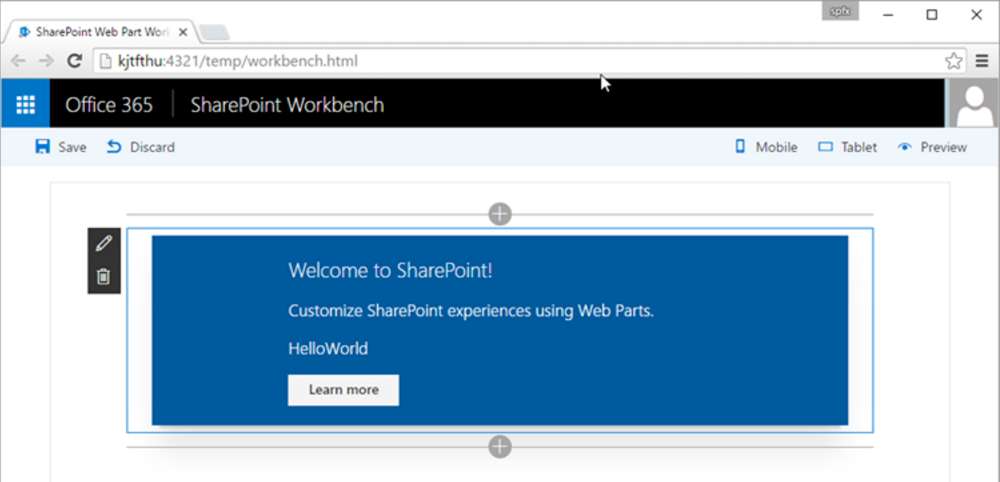 spfx
SharePoint Web Part Wor
kjtfthu:4321/temp/workbench.html
Office 365 SharePoint Workbench
Save Discard Mobile Tablet Preview
Welcome to SharePoint!
Customize SharePoint experiences using Web Parts.
HelloWorld
Learn more